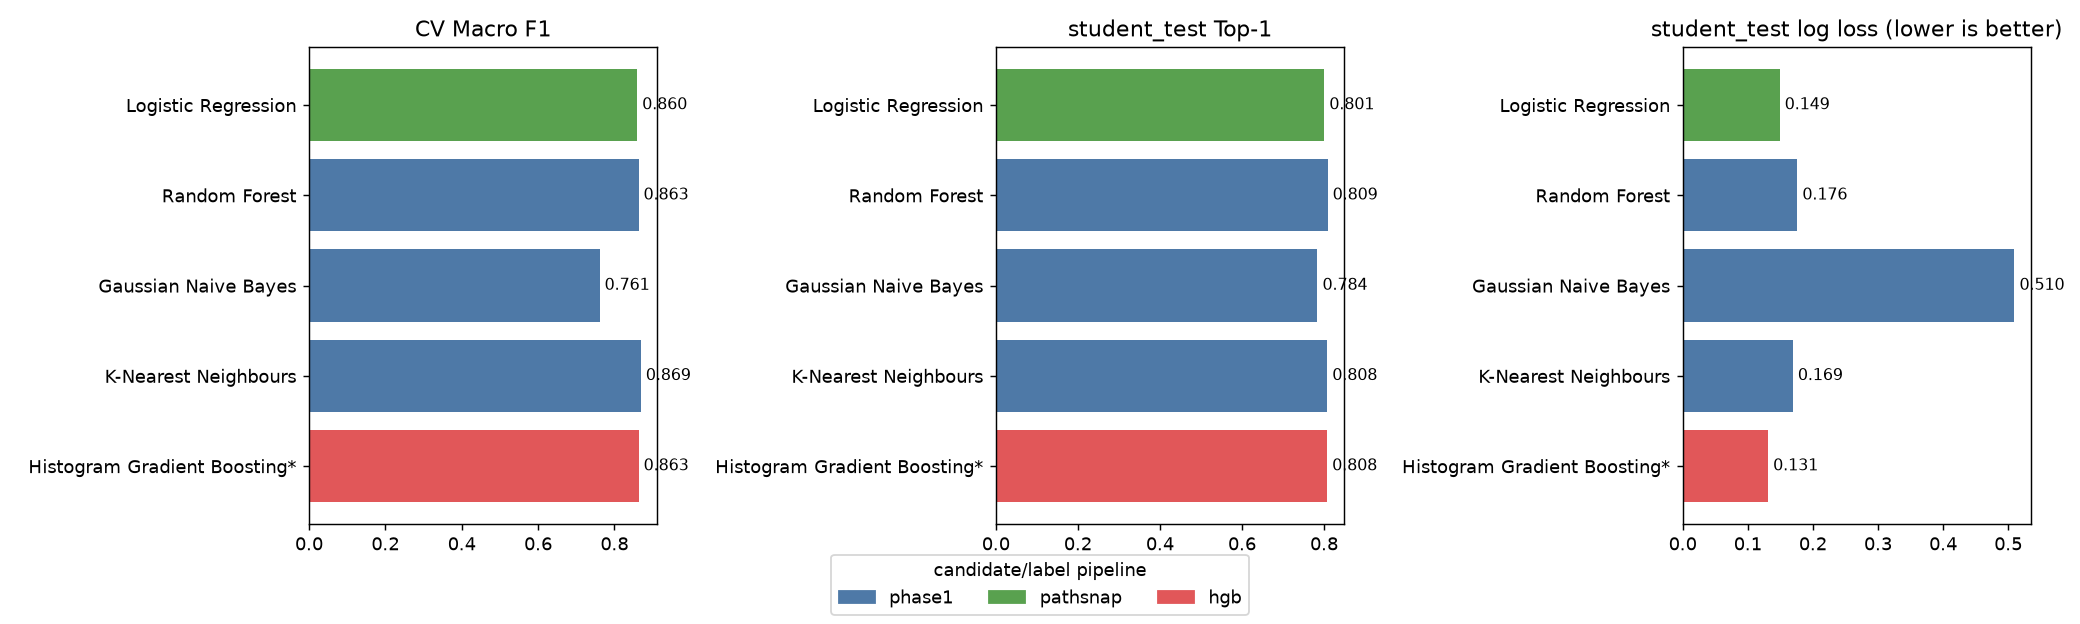 CV Macro F1
Logistic Regression
0.860
Random Forest
0.863
Gaussian Naive Bayes
0.761
K-Nearest Neighbours
0.869
Histogram Gradient Boosting*
0.863
0.0 0.2 0.4 0.6 0.8
student_test Top-1
Logistic Regression
0.801
Random Forest
0.809
Gaussian Naive Bayes
0.784
K-Nearest Neighbours
0.808
Histogram Gradient Boosting*
0.808
0.0 0.2 0.4 0.6 0.8
student_test log loss (lower is better)
Logistic Regression
0.149
Random Forest
0.176
Gaussian Naive Bayes
0.510
K-Nearest Neighbours
0.169
Histogram Gradient Boosting*
0.131
0.0 0.1 0.2 0.3 0.4 0.5
candidate/label pipeline
phase1 pathsnap hgb